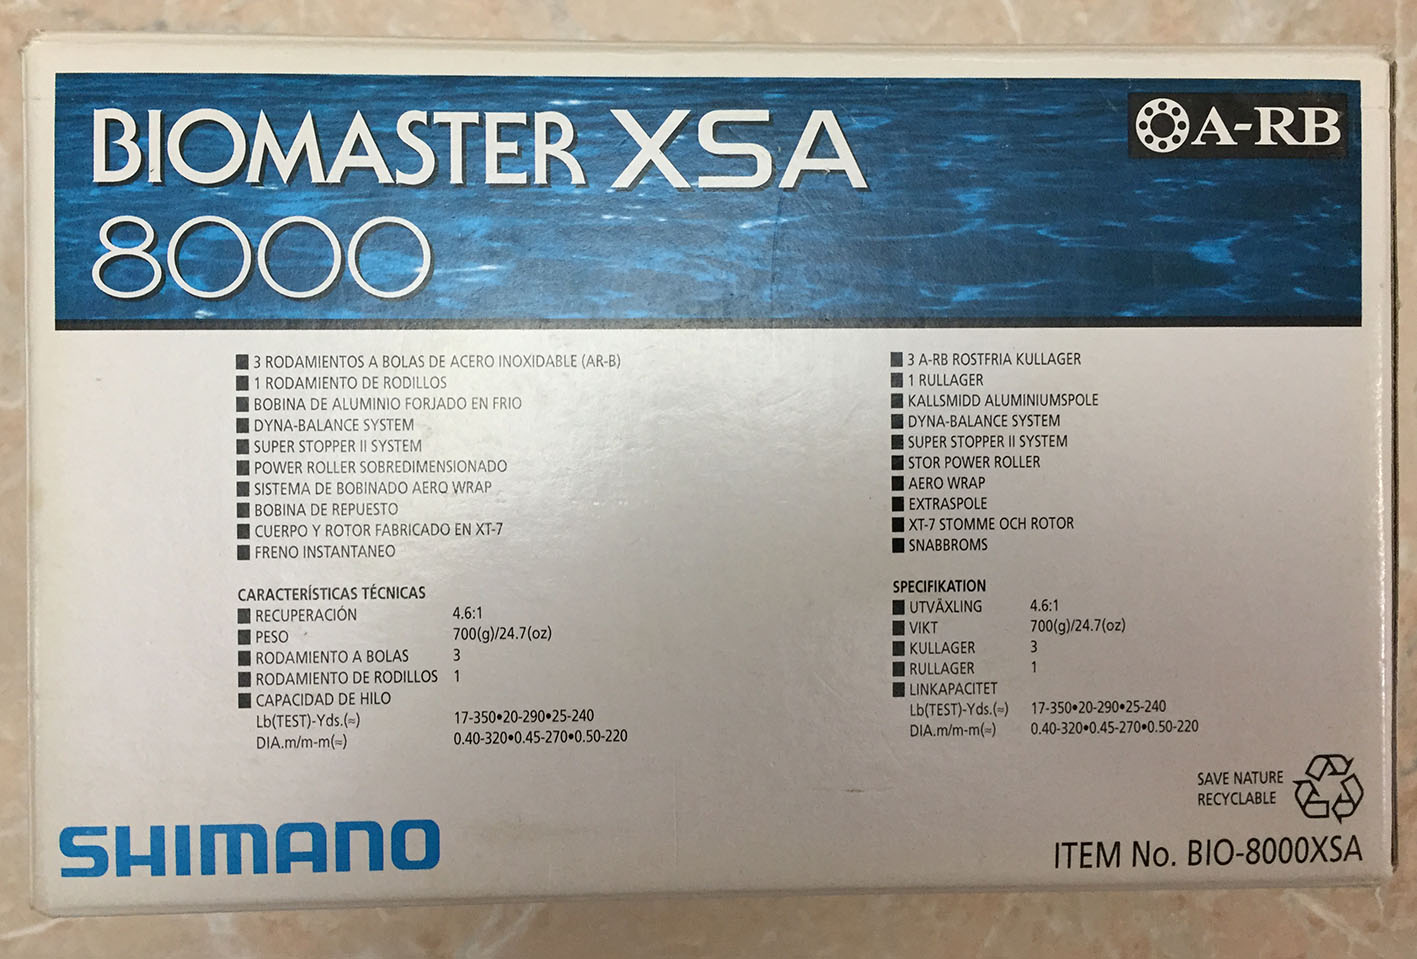 BIOMASTER XSA
8000
A-RB
3 RODAMIENTOS A BOLAS DE ACERO INOXIDABLE (AR-B)
1 RODAMIENTO DE RODILLOS
BOBINA DE ALUMINIO FORJADO EN FRIO
DYNA-BALANCE SYSTEM
SUPER STOPPER II SYSTEM
POWER ROLLER SOBREDIMENSIONADO
SISTEMA DE BOBINADO AERO WRAP
BOBINA DE REPUESTO
CUERPO Y ROTOR FABRICADO EN XT-7
FRENO INSTANTANEO
CARACTERÍSTICAS TÉCNICAS
RECUPERACIÓN 4.6:1
PESO 700(g)/24.7(oz)
RODAMIENTO A BOLAS 3
RODAMIENTO DE RODILLOS 1
CAPACIDAD DE HILO
Lb(TEST)-Yds.(≈) 17-350•20-290•25-240
DIA.m/m-m(≈) 0.40-320•0.45-270•0.50-220
3 A-RB ROSTFRIA KULLAGER
1 RULLAGER
KALLSMIDD ALUMINIUMSPOLE
DYNA-BALANCE SYSTEM
SUPER STOPPER II SYSTEM
STOR POWER ROLLER
AERO WRAP
EXTRASPOLE
XT-7 STOMME OCH ROTOR
SNABBROMS
SPECIFIKATION
UTVÄXLING 4.6:1
VIKT 700(g)/24.7(oz)
KULLAGER 3
RULLAGER 1
LINKAPACITET
Lb(TEST)-Yds.(≈) 17-350•20-290•25-240
DIA.m/m-m(≈) 0.40-320•0.45-270•0.50-220
SAVE NATURE
RECYCLABLE
SHIMANO
ITEM No. BIO-8000XSA